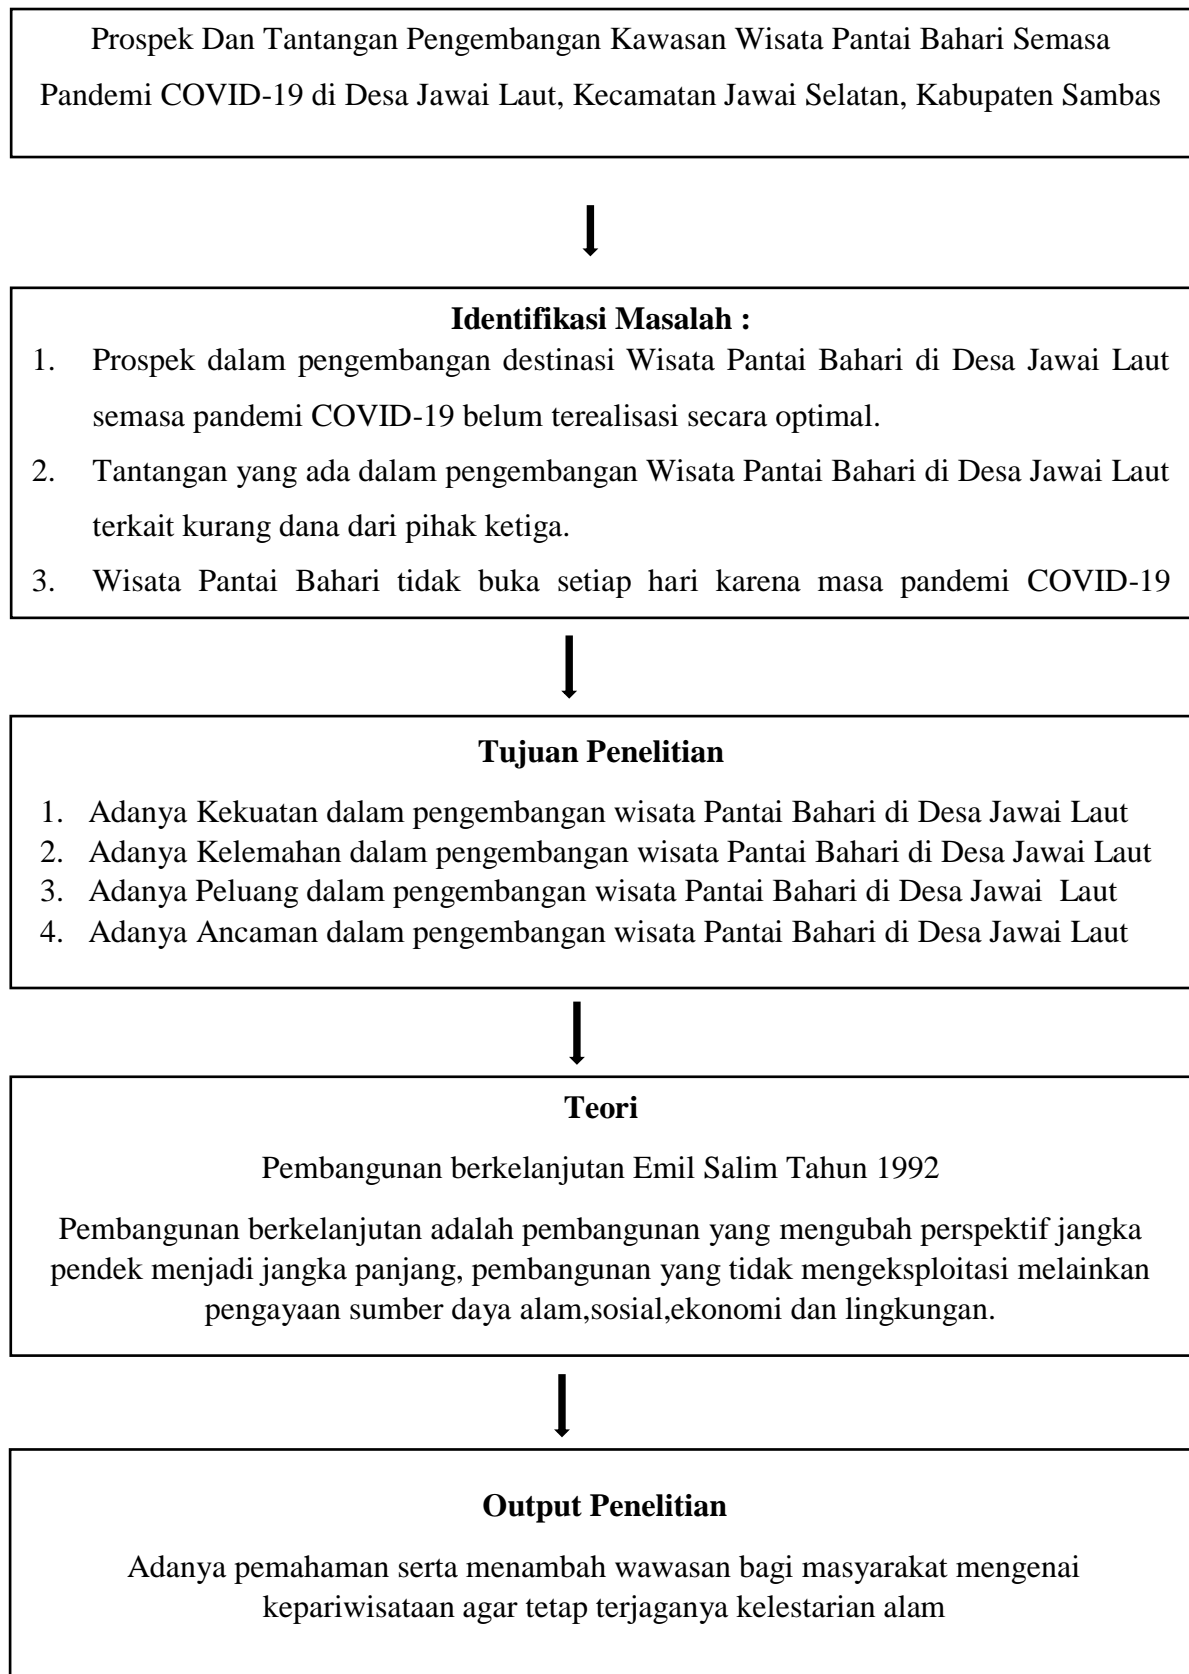 Prospek Dan Tantangan Pengembangan Kawasan Wisata Pantai Bahari Semasa
Pandemi COVID-19 di Desa Jawai Laut, Kecamatan Jawai Selatan, Kabupaten Sambas
Identifikasi Masalah :
1. Prospek dalam pengembangan destinasi Wisata Pantai Bahari di Desa Jawai Laut
semasa pandemi COVID-19 belum terealisasi secara optimal.
2. Tantangan yang ada dalam pengembangan Wisata Pantai Bahari di Desa Jawai Laut
terkait kurang dana dari pihak ketiga.
3. Wisata Pantai Bahari tidak buka setiap hari karena masa pandemi COVID-19
Tujuan Penelitian
1. Adanya Kekuatan dalam pengembangan wisata Pantai Bahari di Desa Jawai Laut
2. Adanya Kelemahan dalam pengembangan wisata Pantai Bahari di Desa Jawai Laut
3. Adanya Peluang dalam pengembangan wisata Pantai Bahari di Desa Jawai Laut
4. Adanya Ancaman dalam pengembangan wisata Pantai Bahari di Desa Jawai Laut
Teori
Pembangunan berkelanjutan Emil Salim Tahun 1992
Pembangunan berkelanjutan adalah pembangunan yang mengubah perspektif jangka
pendek menjadi jangka panjang, pembangunan yang tidak mengeksploitasi melainkan
pengayaan sumber daya alam,sosial,ekonomi dan lingkungan.
Output Penelitian
Adanya pemahaman serta menambah wawasan bagi masyarakat mengenai
kepariwisataan agar tetap terjaganya kelestarian alam